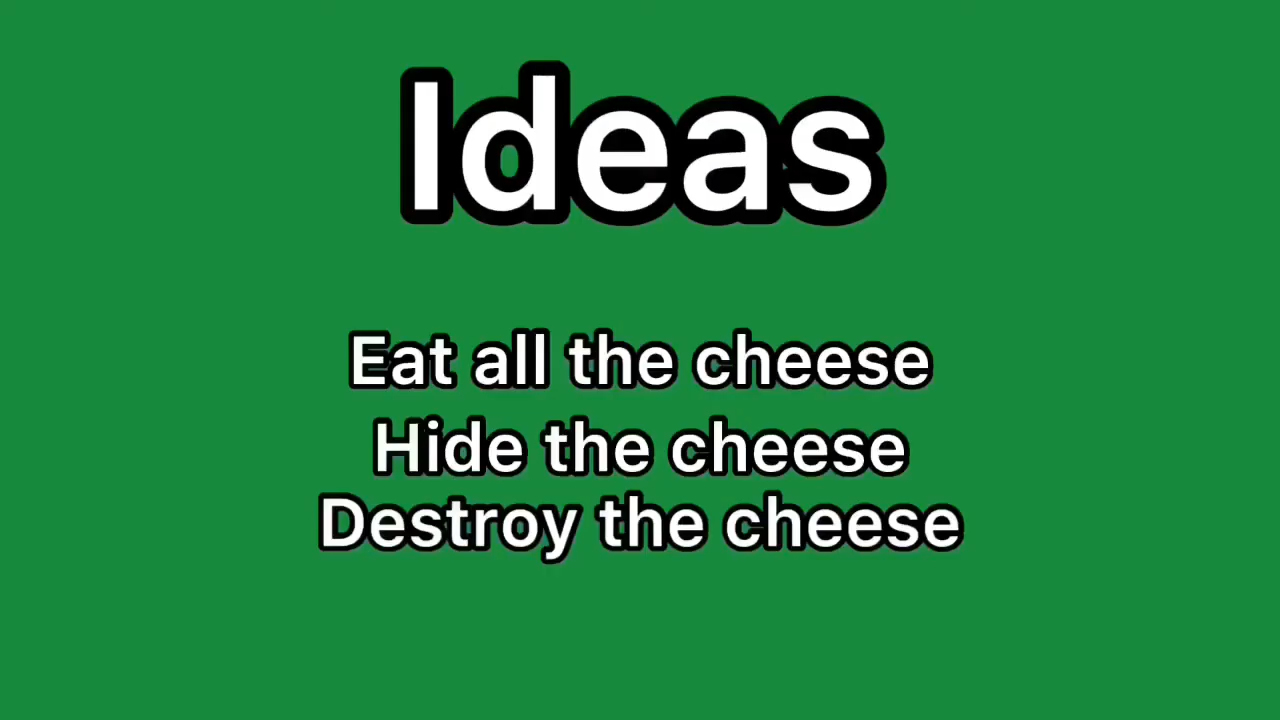 Ideas
Eat all the cheese
Hide the cheese
Destroy the cheese